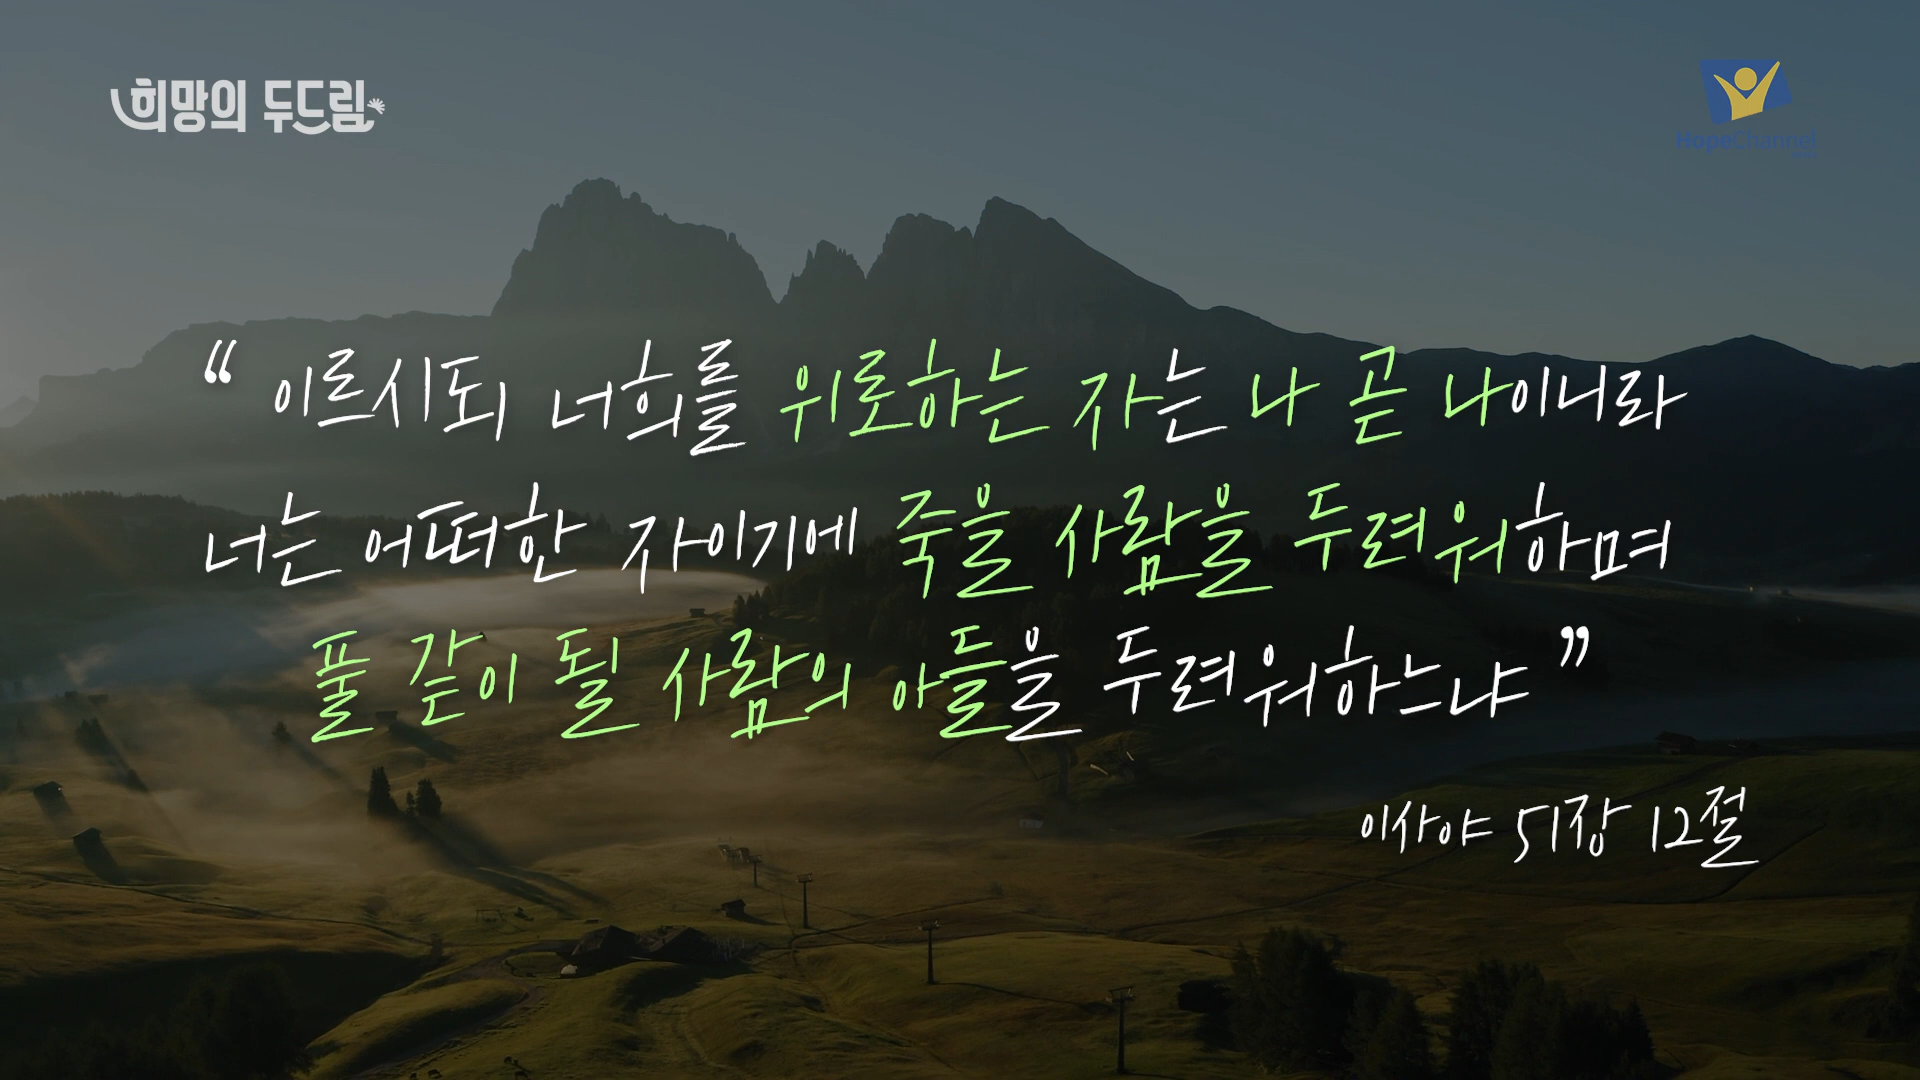 희망의 두드림
HopeChannel
“ 이르시되 너희를 위로하는 자는 나 곧 나이니라
너는 어떠한 자이기에 죽을 사람을 두려워하며
풀 같이 될 사람의 아들을 두려워하느냐 ”
이사야 51장 12절